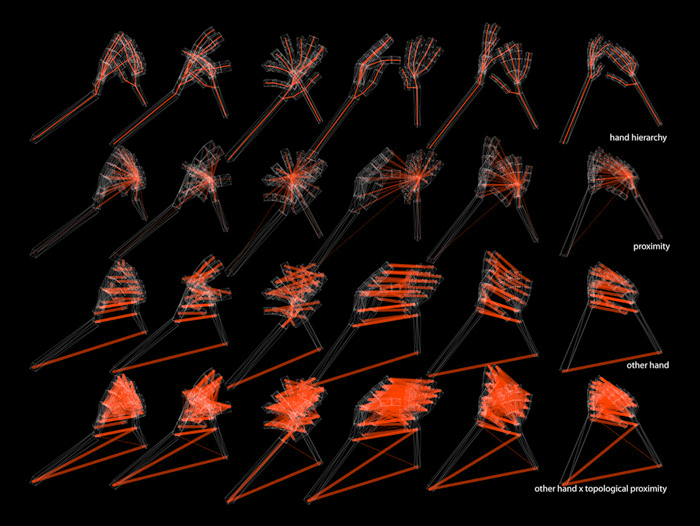 hand hierarchy
proximity
other hand
other hand x topological proximity